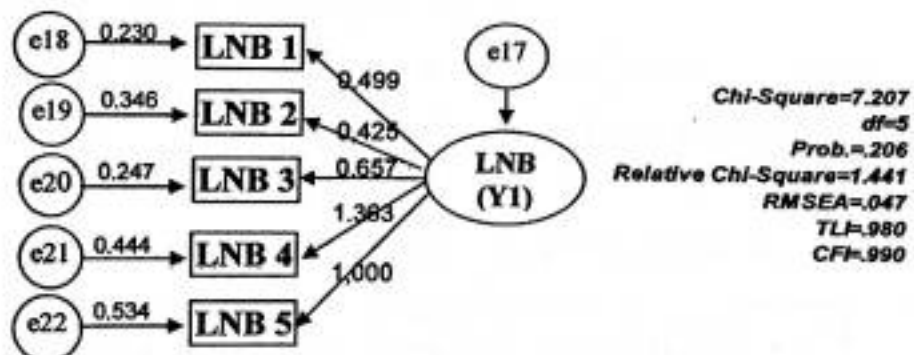 e18 0.230 LNB 1
e17
0.499
e19 0.346 LNB 2
0.425
e20 0.247 LNB 3
0.657
LNB
(Y1)
e21 0.444 LNB 4
1.363
e22 0.534 LNB 5
1,000
Chi-Square=7.207
df=5
Prob.=.206
Relative Chi-Square=1.441
RMSEA=.047
TLI=.980
CFI=.990